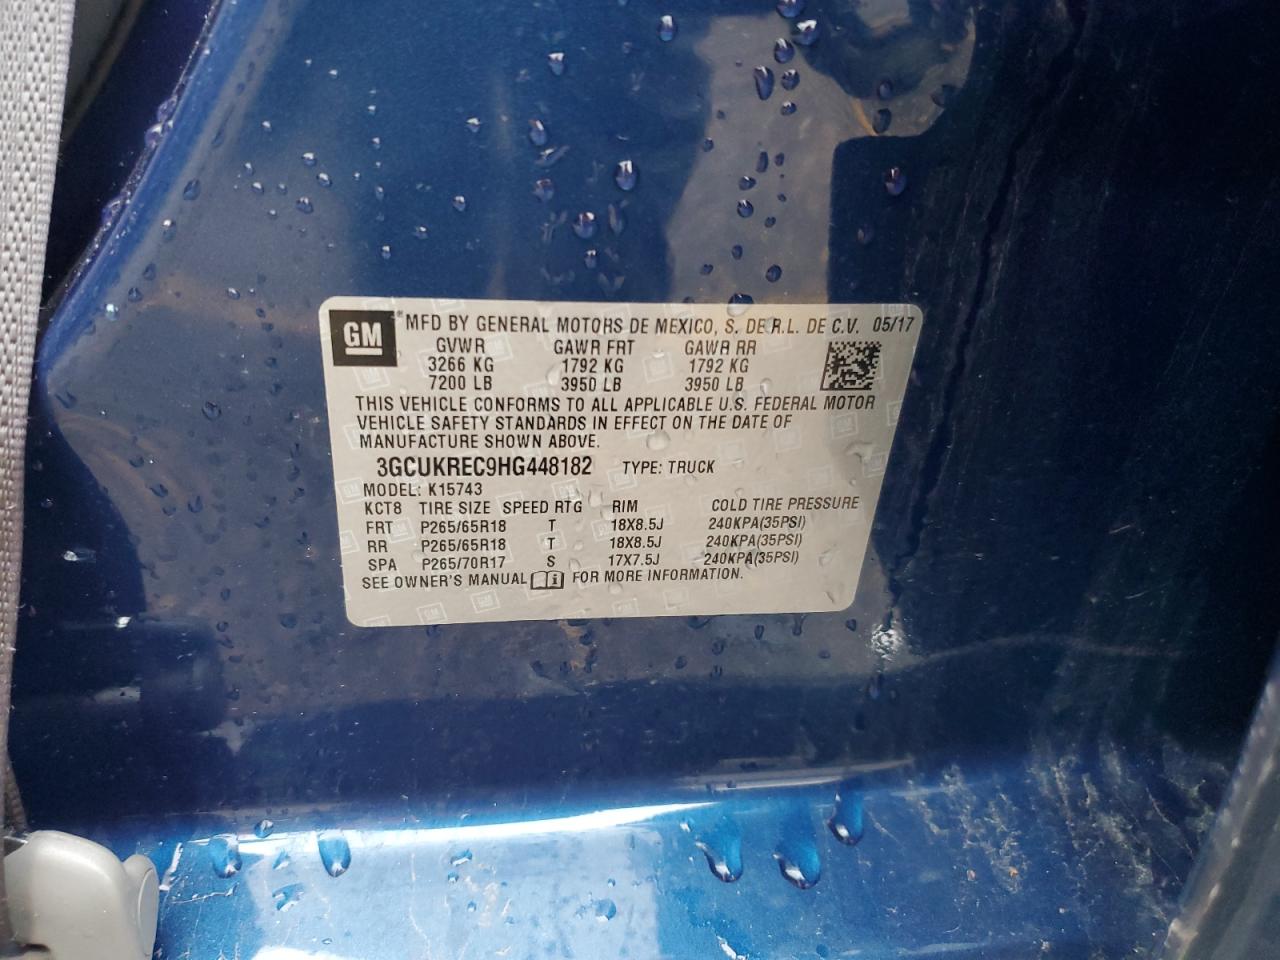 GM® MFD BY GENERAL MOTORS DE MEXICO, S. DE R.L. DE C.V. 05/17
GVWR GAWR FRT GAWR RR
3266 KG 1792 KG 1792 KG
7200 LB 3950 LB 3950 LB
THIS VEHICLE CONFORMS TO ALL APPLICABLE U.S. FEDERAL MOTOR
VEHICLE SAFETY STANDARDS IN EFFECT ON THE DATE OF
MANUFACTURE SHOWN ABOVE.
3GCUKREC9HG448182 TYPE: TRUCK
MODEL: K15743
KCT8 TIRE SIZE SPEED RTG RIM COLD TIRE PRESSURE
FRT P265/65R18 T 18X8.5J 240KPA(35PSI)
RR P265/65R18 T 18X8.5J 240KPA(35PSI)
SPA P265/70R17 S 17X7.5J 240KPA(35PSI)
SEE OWNER'S MANUAL FOR MORE INFORMATION.